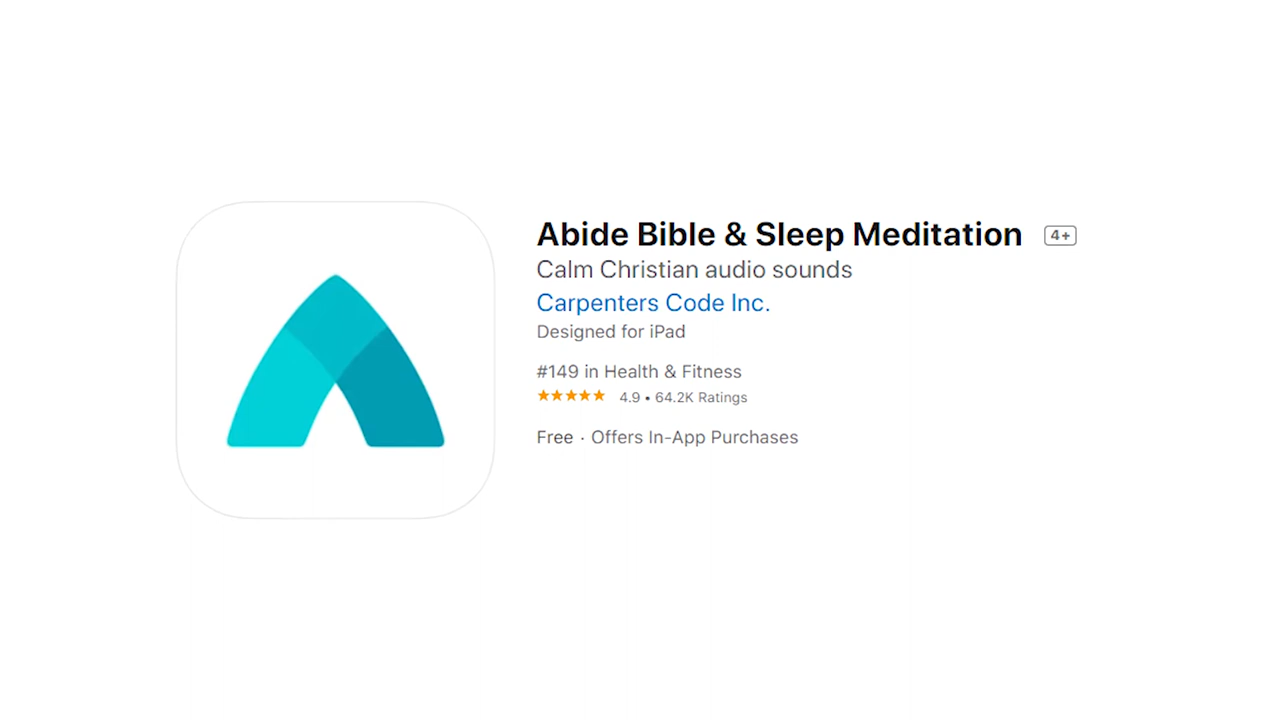 Abide Bible & Sleep Meditation 4+
Calm Christian audio sounds
Carpenters Code Inc.
Designed for iPad
#149 in Health & Fitness
★★★★★ 4.9 • 64.2K Ratings
Free · Offers In-App Purchases